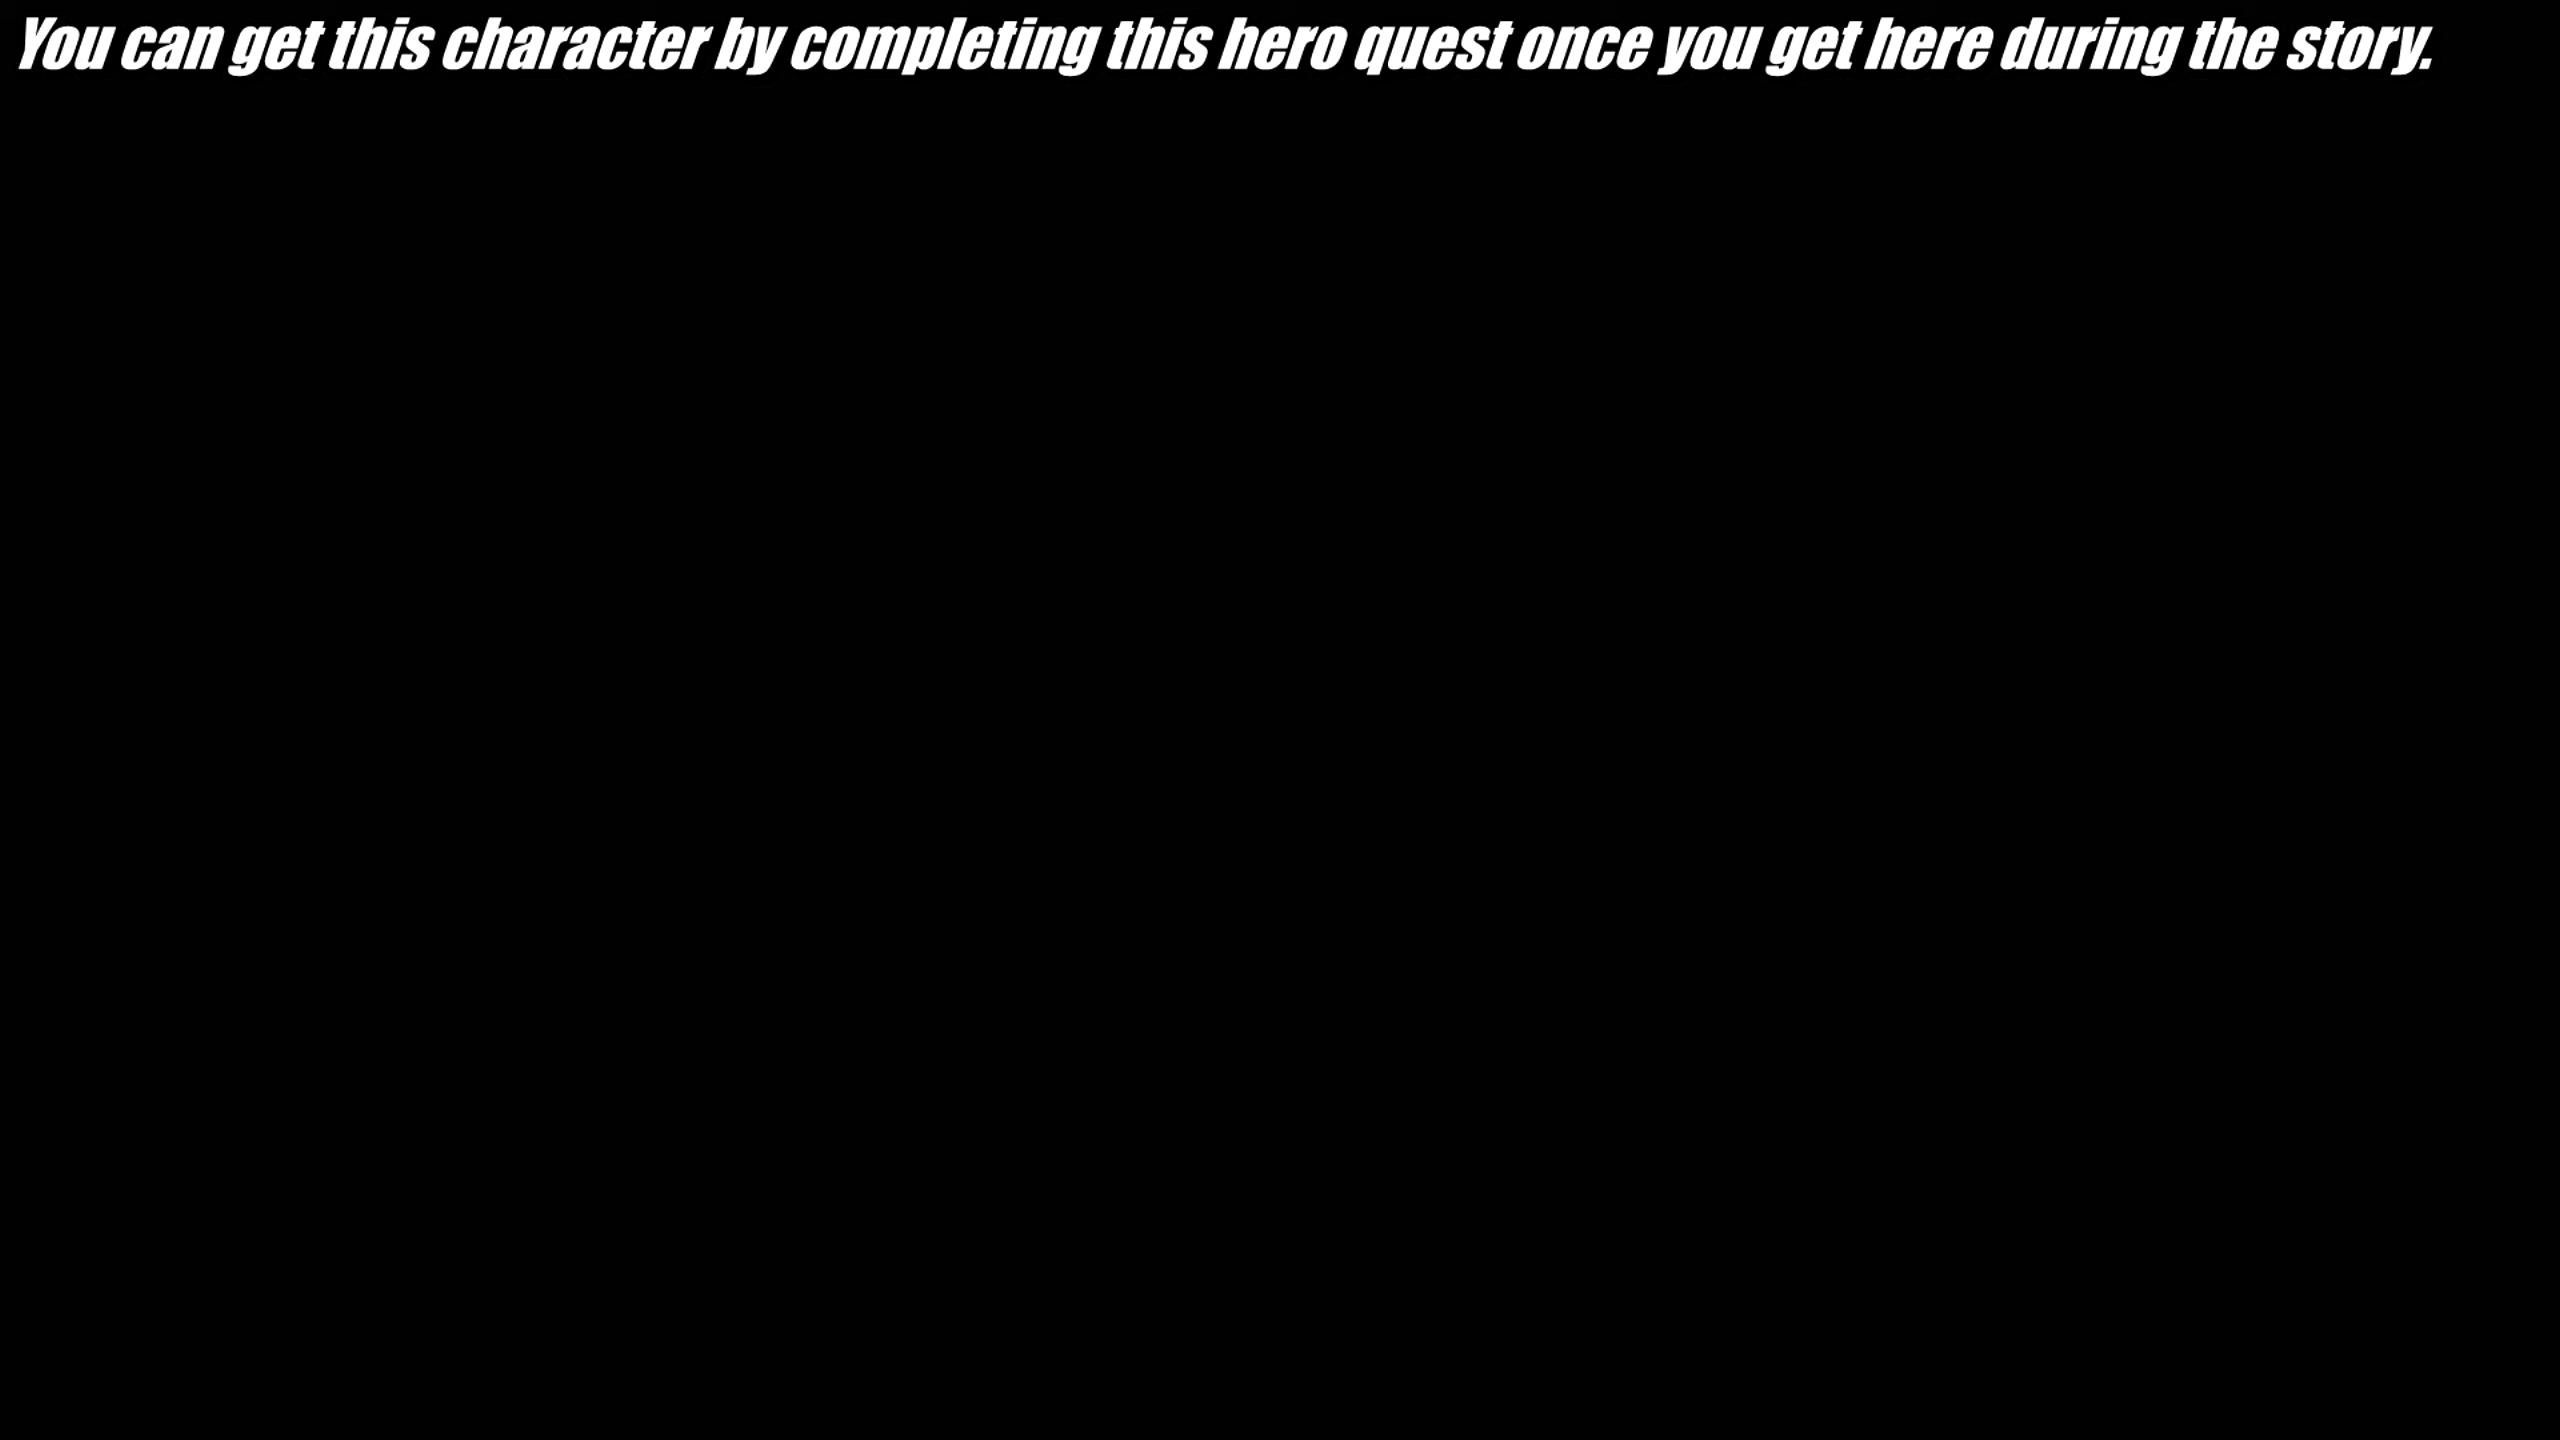 You can get this character by completing this hero quest once you get here during the story.